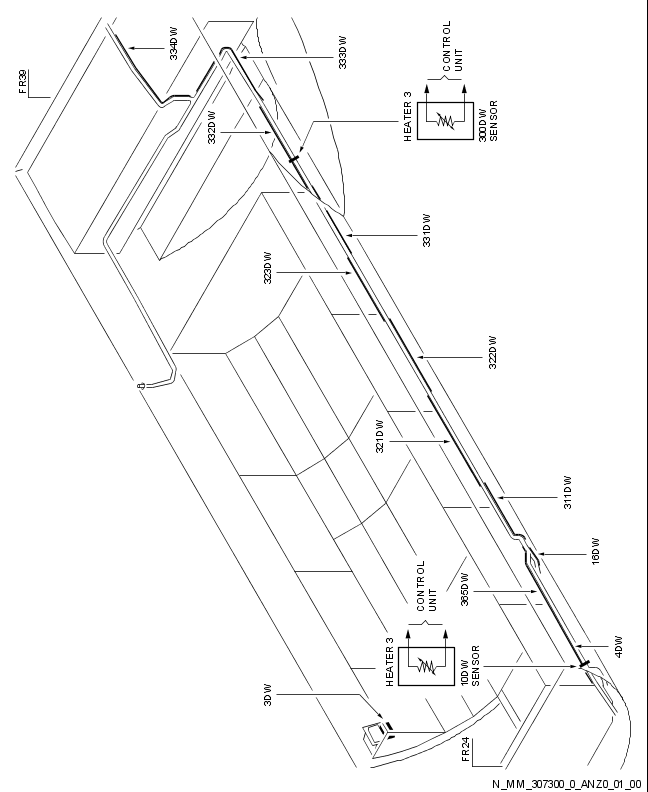 334DW
333DW
CONTROL
UNIT
FR39
HEATER 3
300DW
SENSOR
332DW
331DW
323DW
322DW
321DW
311DW
16DW
365DW
CONTROL
UNIT
HEATER 3
10DW
SENSOR
4DW
3DW
FR24
N_MM_307300_0_ANZ0_01_00